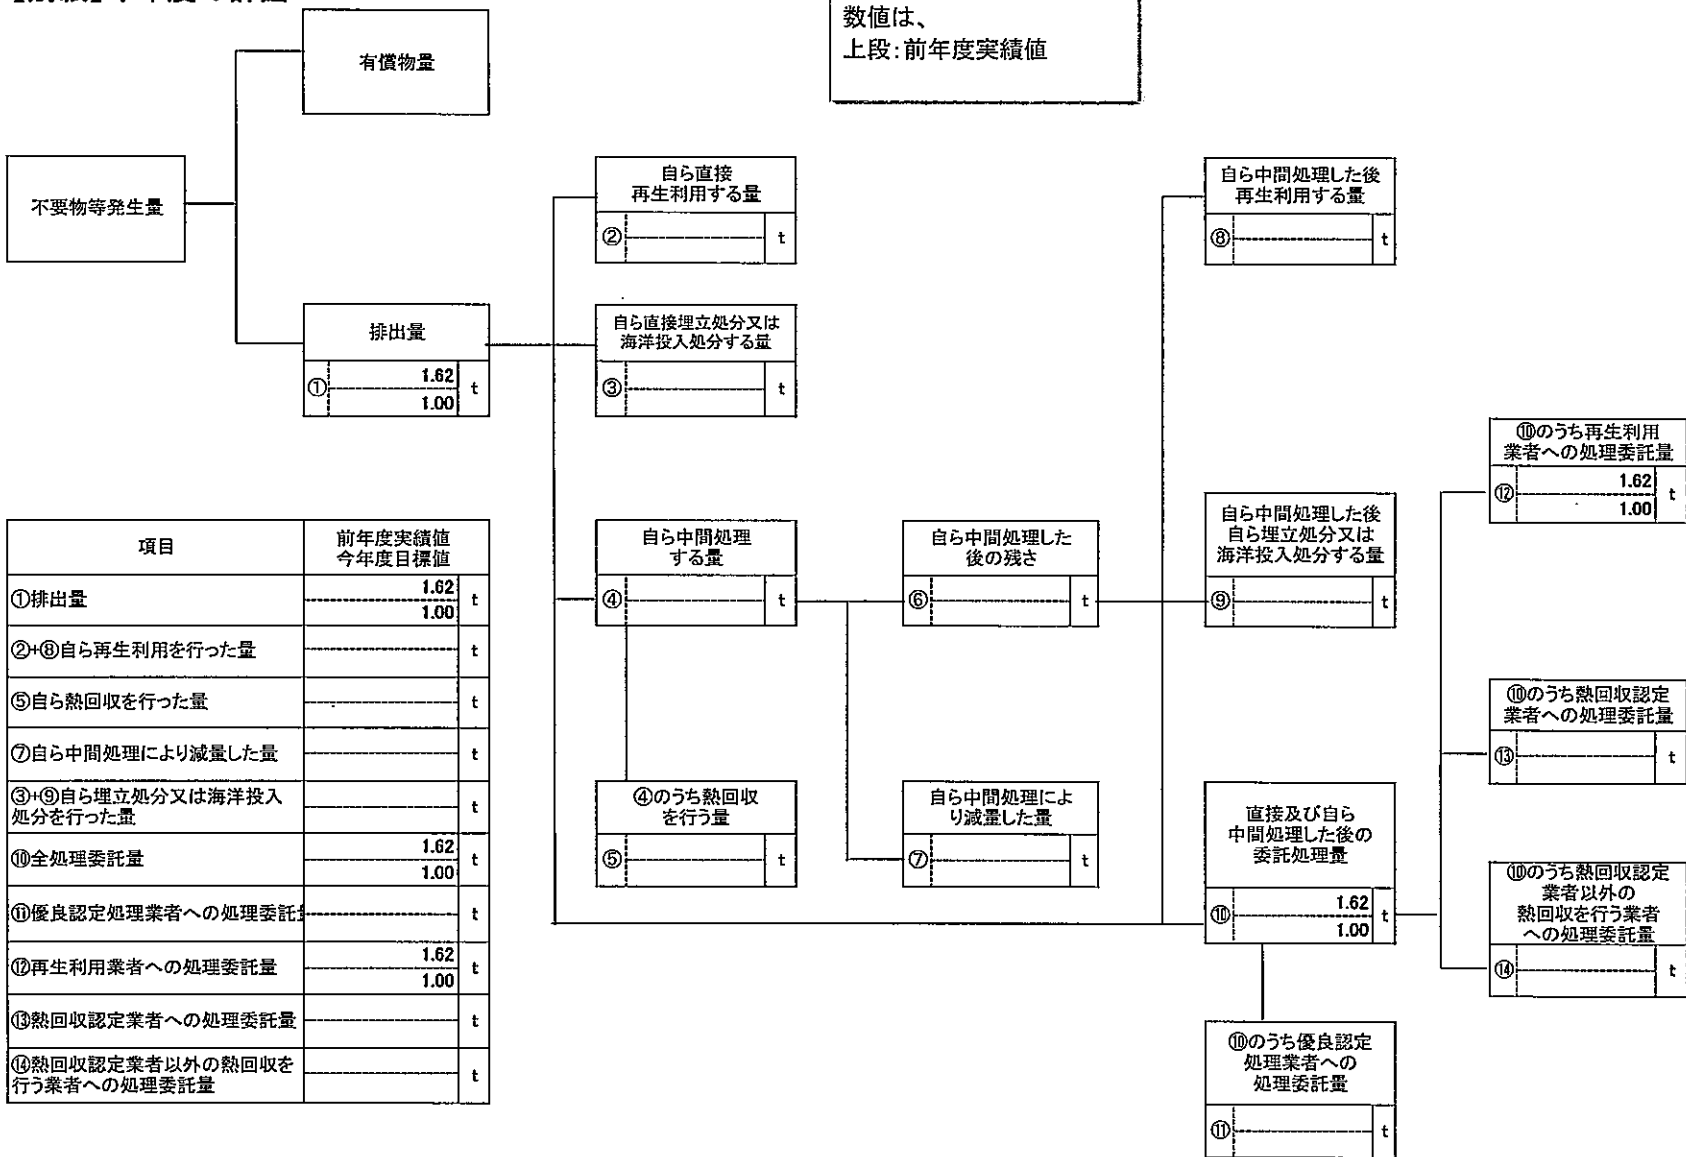 数値は、
上段:前年度実績値
有償物量
不要物等発生量
排出量
① 1.62 t
1.00
自ら直接
再生利用する量
② t
自ら直接埋立処分又は
海洋投入処分する量
③ t
自ら中間処理
する量
④ t
④のうち熱回収
を行う量
⑤ t
自ら中間処理した
後の残さ
⑥ t
自ら中間処理によ
り減量した量
⑦ t
自ら中間処理した後
再生利用する量
⑧ t
自ら中間処理した後
自ら埋立処分又は
海洋投入処分する量
⑨ t
直接及び自ら
中間処理した後の
委託処理量
⑩ 1.62 t
1.00
⑩のうち優良認定
処理業者への
処理委託量
⑪ t
⑩のうち再生利用
業者への処理委託量
⑫ 1.62 t
1.00
⑩のうち熱回収認定
業者への処理委託量
⑬ t
⑩のうち熱回収認定
業者以外の
熱回収を行う業者
への処理委託量
⑭ t
項目 前年度実績値
今年度目標値
①排出量 1.62 t
1.00
②+⑧自ら再生利用を行った量 t
⑤自ら熱回収を行った量 t
⑦自ら中間処理により減量した量 t
③+⑨自ら埋立処分又は海洋投入
処分を行った量 t
⑩全処理委託量 1.62 t
1.00
⑪優良認定処理業者への処理委託 t
⑫再生利用業者への処理委託量 1.62 t
1.00
⑬熱回収認定業者への処理委託量 t
⑭熱回収認定業者以外の熱回収を
行う業者への処理委託量 t